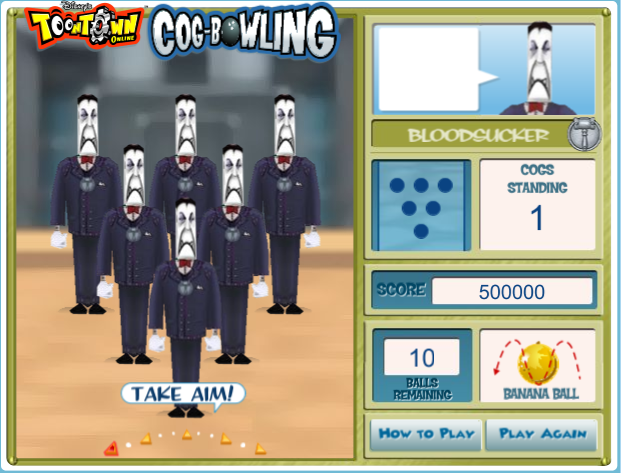 Disney's
TOONTOWN
ONLINE
COG-BOWLING
BLOODSUCKER
COGS
STANDING
1
SCORE
500000
10
BALLS
REMAINING
BANANA BALL
TAKE AIM!
HOW TO PLAY
PLAY AGAIN